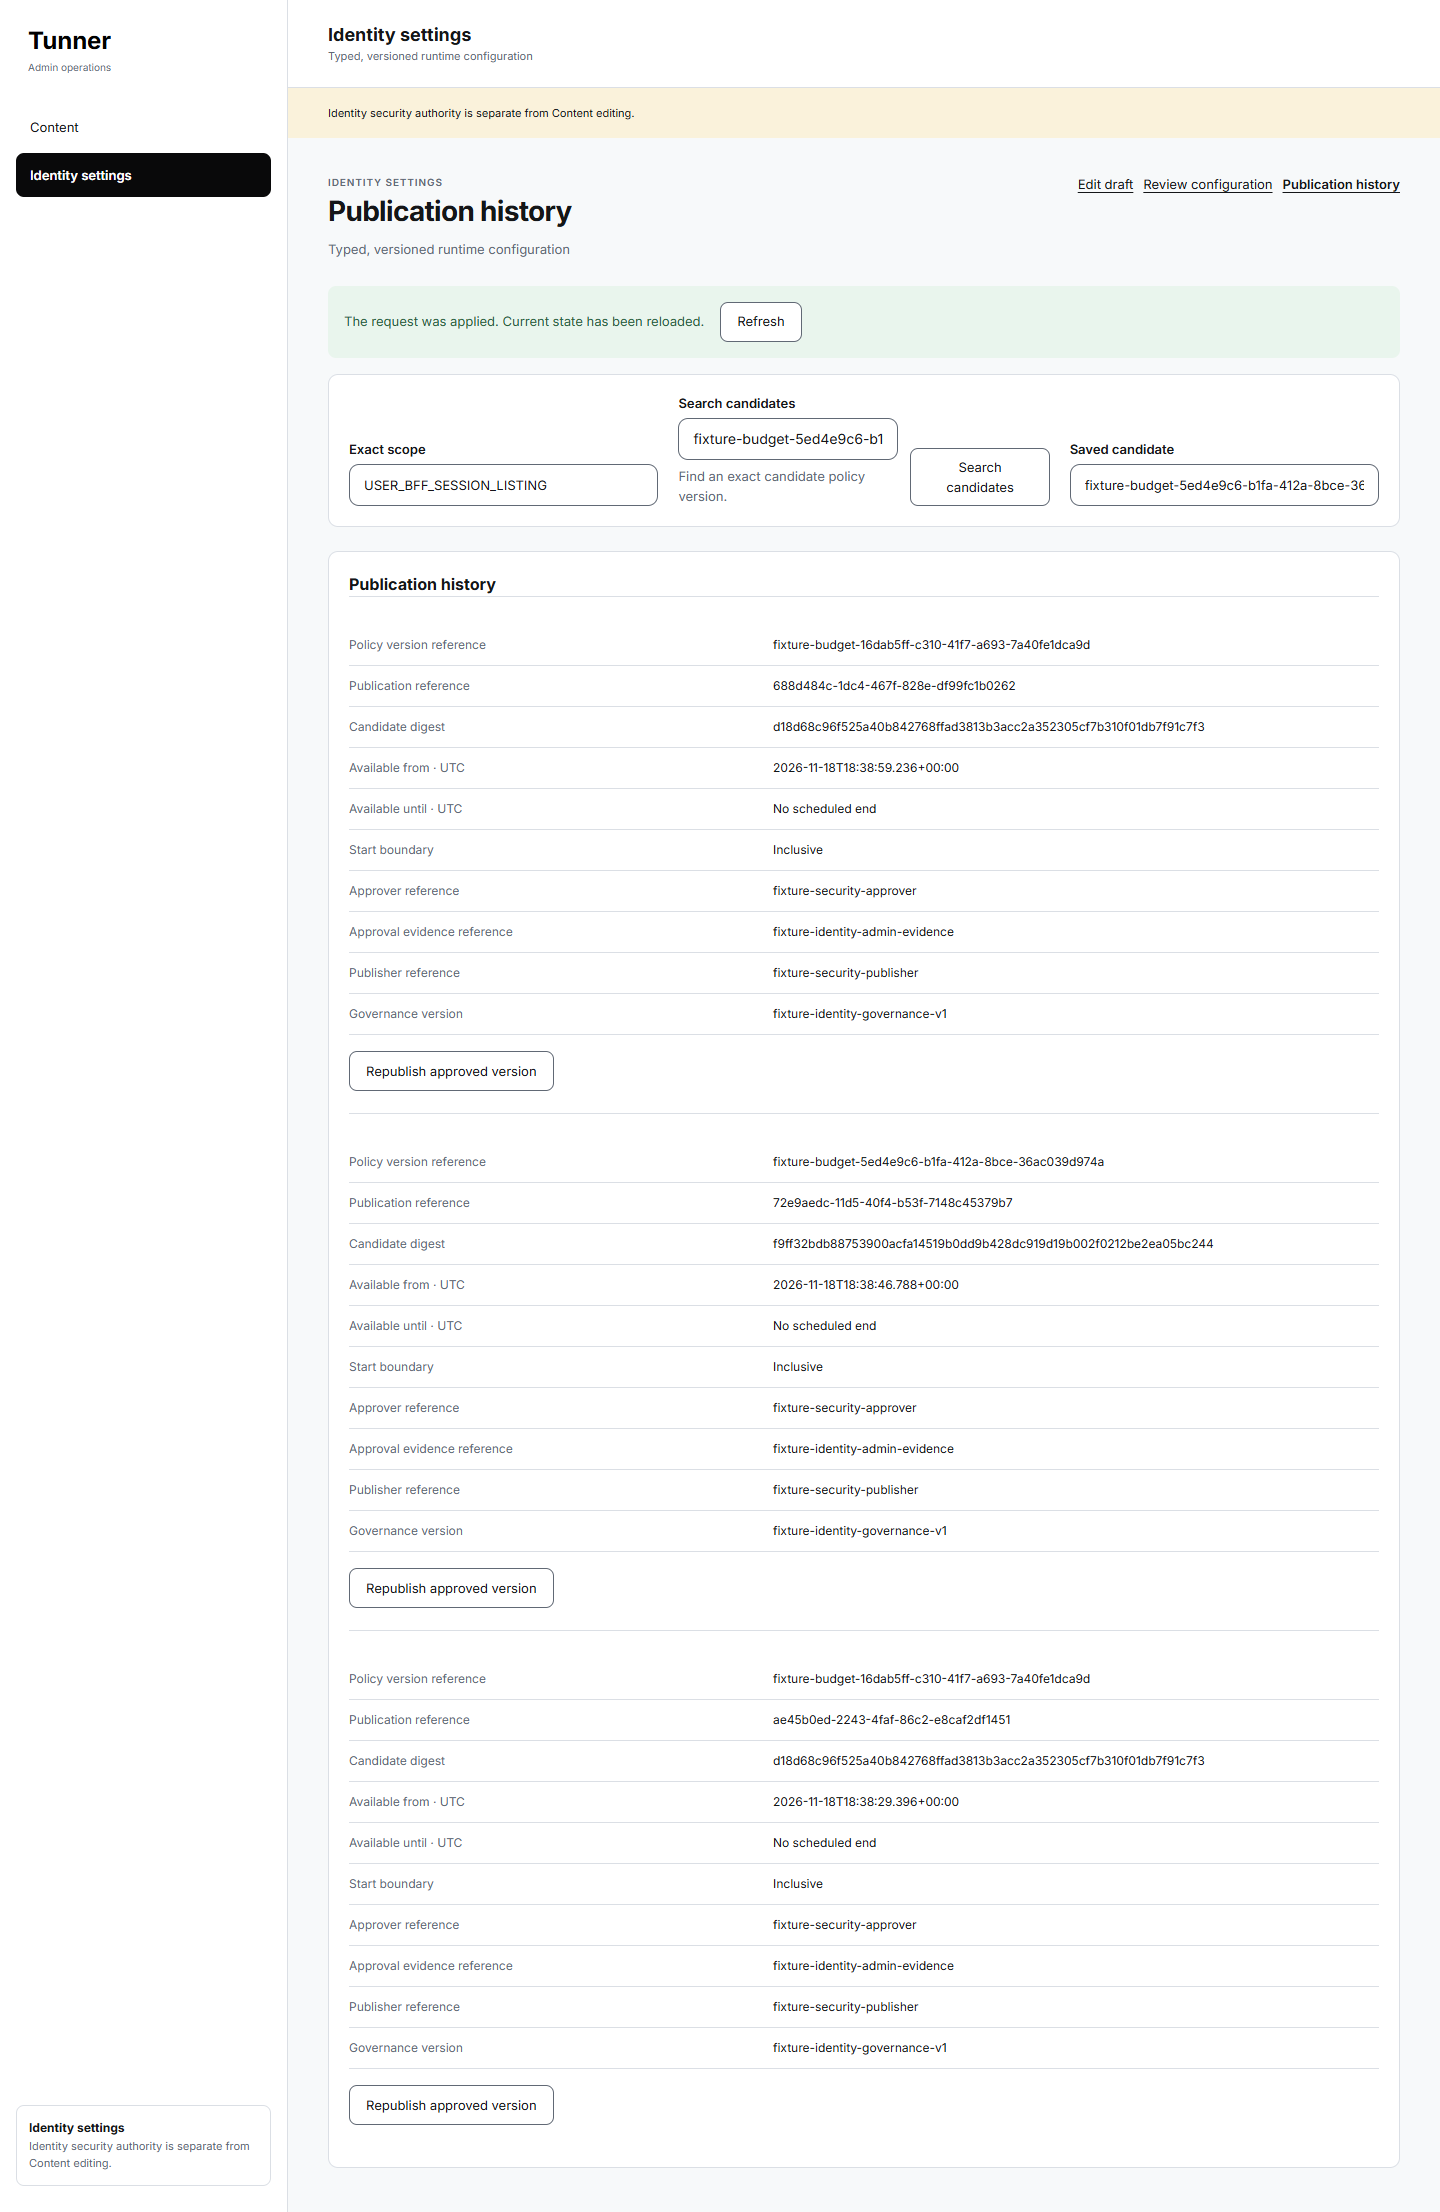 Tunner
Admin operations
Content
Identity settings
Identity settings
Typed, versioned runtime configuration
Identity security authority is separate from Content editing.
IDENTITY SETTINGS
Publication history
Typed, versioned runtime configuration
Edit draft
Review configuration
Publication history
The request was applied. Current state has been reloaded.
Refresh
Exact scope
USER_BFF_SESSION_LISTING
Search candidates
fixture-budget-5ed4e9c6-b1
Find an exact candidate policy
version.
Search
candidates
Saved candidate
fixture-budget-5ed4e9c6-b1fa-412a-8bce-36
Publication history
Policy version reference fixture-budget-16dab5ff-c310-41f7-a693-7a40fe1dca9d
Publication reference 688d484c-1dc4-467f-828e-df99fc1b0262
Candidate digest d18d68c96f525a40b842768ffad3813b3acc2a352305cf7b310f01db7f91c7f3
Available from · UTC 2026-11-18T18:38:59.236+00:00
Available until · UTC No scheduled end
Start boundary Inclusive
Approver reference fixture-security-approver
Approval evidence reference fixture-identity-admin-evidence
Publisher reference fixture-security-publisher
Governance version fixture-identity-governance-v1
Republish approved version
Policy version reference fixture-budget-5ed4e9c6-b1fa-412a-8bce-36ac039d974a
Publication reference 72e9aedc-11d5-40f4-b53f-7148c45379b7
Candidate digest f9ff32bdb88753900acfa14519b0dd9b428dc919d19b002f0212be2ea05bc244
Available from · UTC 2026-11-18T18:38:46.788+00:00
Available until · UTC No scheduled end
Start boundary Inclusive
Approver reference fixture-security-approver
Approval evidence reference fixture-identity-admin-evidence
Publisher reference fixture-security-publisher
Governance version fixture-identity-governance-v1
Republish approved version
Policy version reference fixture-budget-16dab5ff-c310-41f7-a693-7a40fe1dca9d
Publication reference ae45b0ed-2243-4faf-86c2-e8caf2df1451
Candidate digest d18d68c96f525a40b842768ffad3813b3acc2a352305cf7b310f01db7f91c7f3
Available from · UTC 2026-11-18T18:38:29.396+00:00
Available until · UTC No scheduled end
Start boundary Inclusive
Approver reference fixture-security-approver
Approval evidence reference fixture-identity-admin-evidence
Publisher reference fixture-security-publisher
Governance version fixture-identity-governance-v1
Republish approved version
Identity settings
Identity security authority is separate from
Content editing.